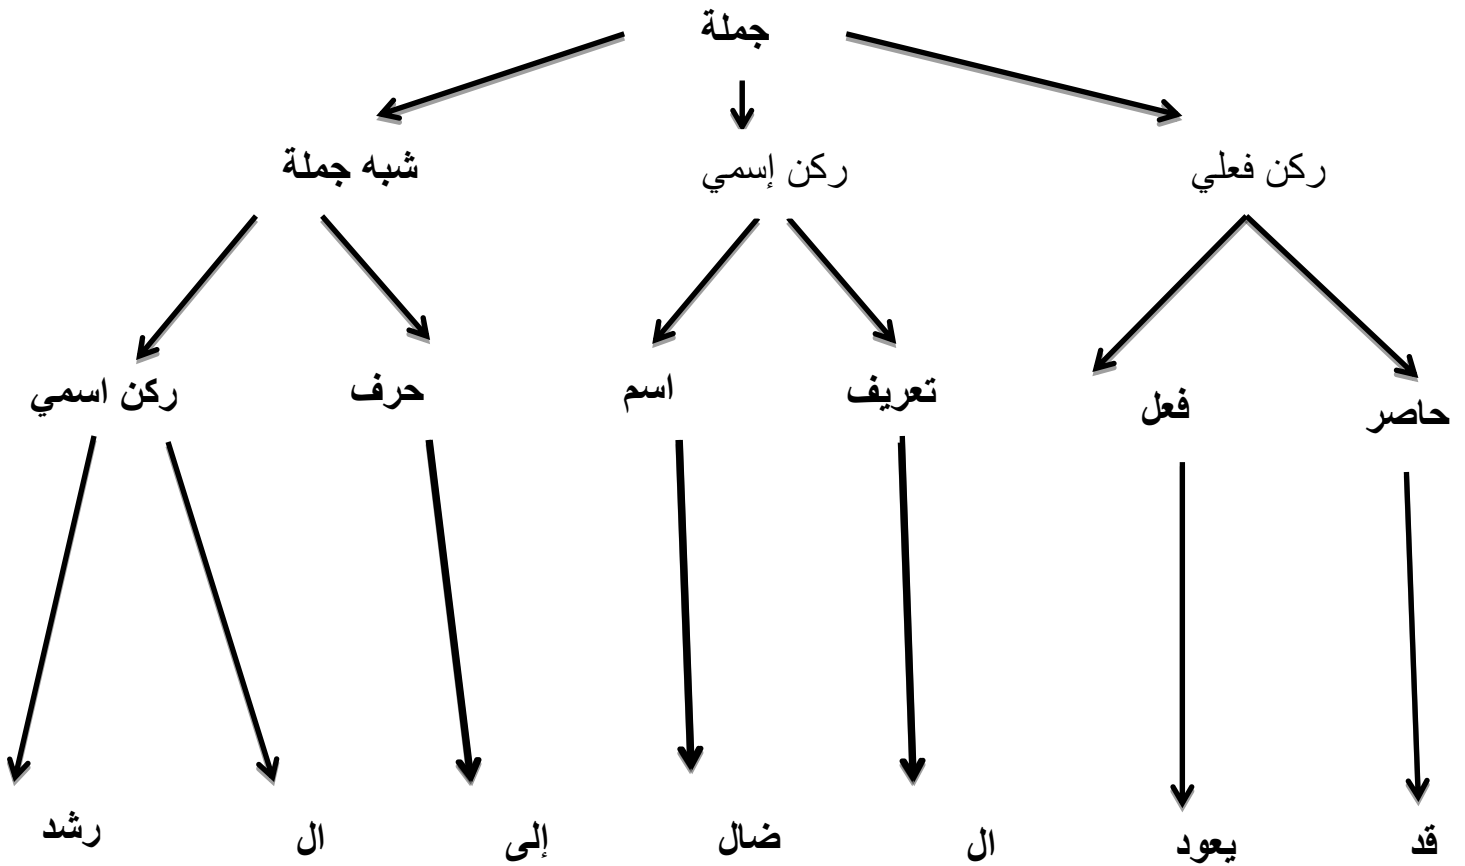 جملة
ركن فعلي ركن إسمي شبه جملة
حاصر فعل تعريف اسم حرف ركن اسمي
قد يعود ال ضال إلى ال رشد